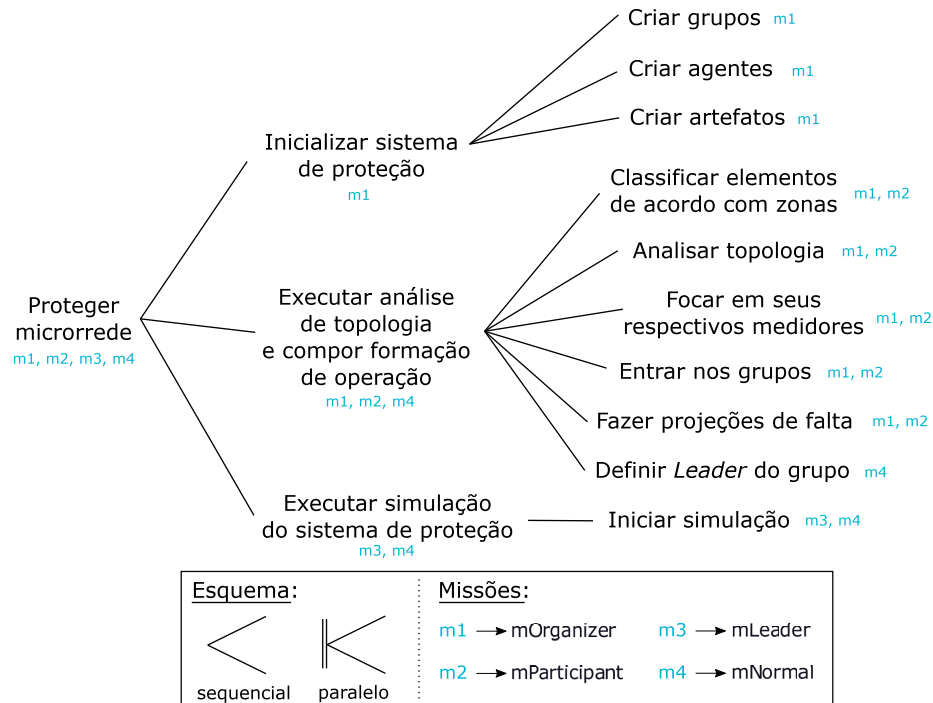 Criar grupos m1
Criar agentes m1
Criar artefatos m1
Inicializar sistema
de proteção
m1
Classificar elementos
de acordo com zonas
m1, m2
Analisar topologia m1, m2
Proteger
microrrede
m1, m2, m3, m4
Executar análise
de topologia
e compor formação
de operação
m1, m2, m4
Focar em seus
respectivos medidores
m1, m2
Entrar nos grupos m1, m2
Fazer projeções de falta m1, m2
Definir Leader do grupo m4
Executar simulação
do sistema de proteção
m3, m4
Iniciar simulação m3, m4
Esquema:
sequencial
paralelo
Missões:
m1 mOrganizer
m3 mLeader
m2 mParticipant
m4 mNormal